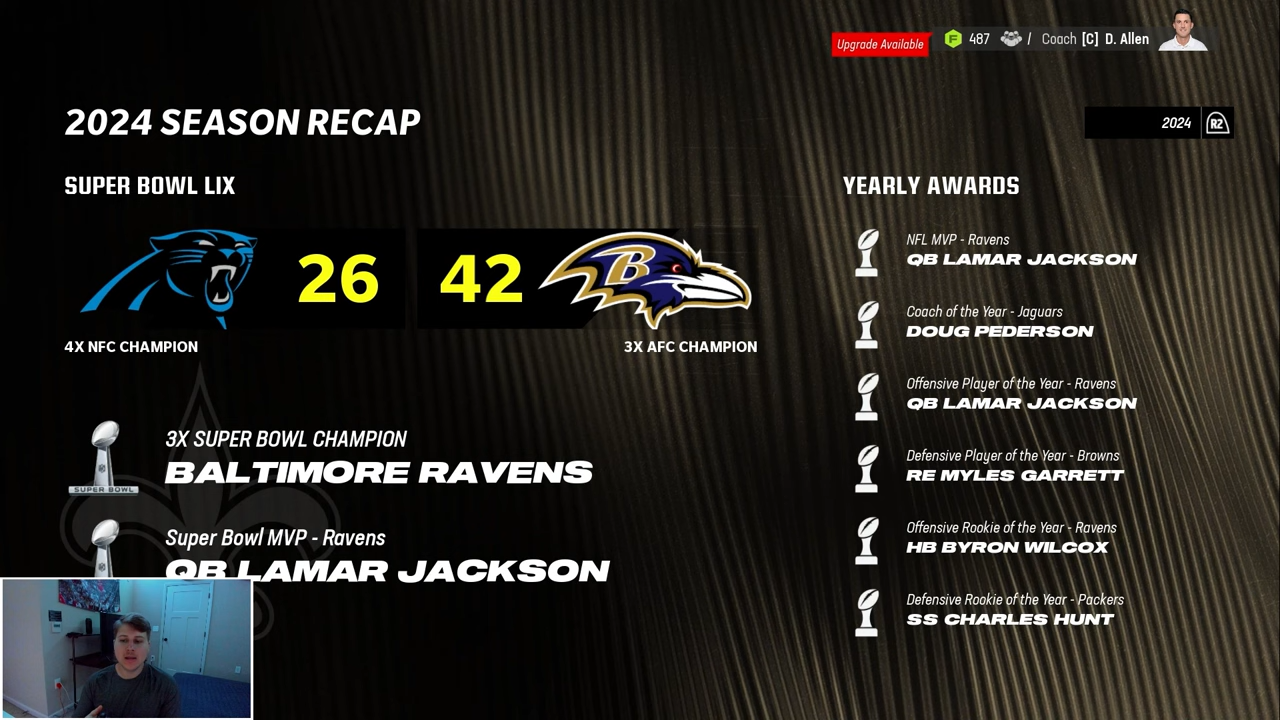 Upgrade Available
487
/ Coach [C] D. Allen
2024 SEASON RECAP
2024 R2
SUPER BOWL LIX
26
42
B
4X NFC CHAMPION
3X AFC CHAMPION
3X SUPER BOWL CHAMPION
BALTIMORE RAVENS
SUPER BOWL
Super Bowl MVP - Ravens
QB LAMAR JACKSON
YEARLY AWARDS
NFL MVP - Ravens
QB LAMAR JACKSON
Coach of the Year - Jaguars
DOUG PEDERSON
Offensive Player of the Year - Ravens
QB LAMAR JACKSON
Defensive Player of the Year - Browns
RE MYLES GARRETT
Offensive Rookie of the Year - Ravens
HB BYRON WILCOX
Defensive Rookie of the Year - Packers
SS CHARLES HUNT